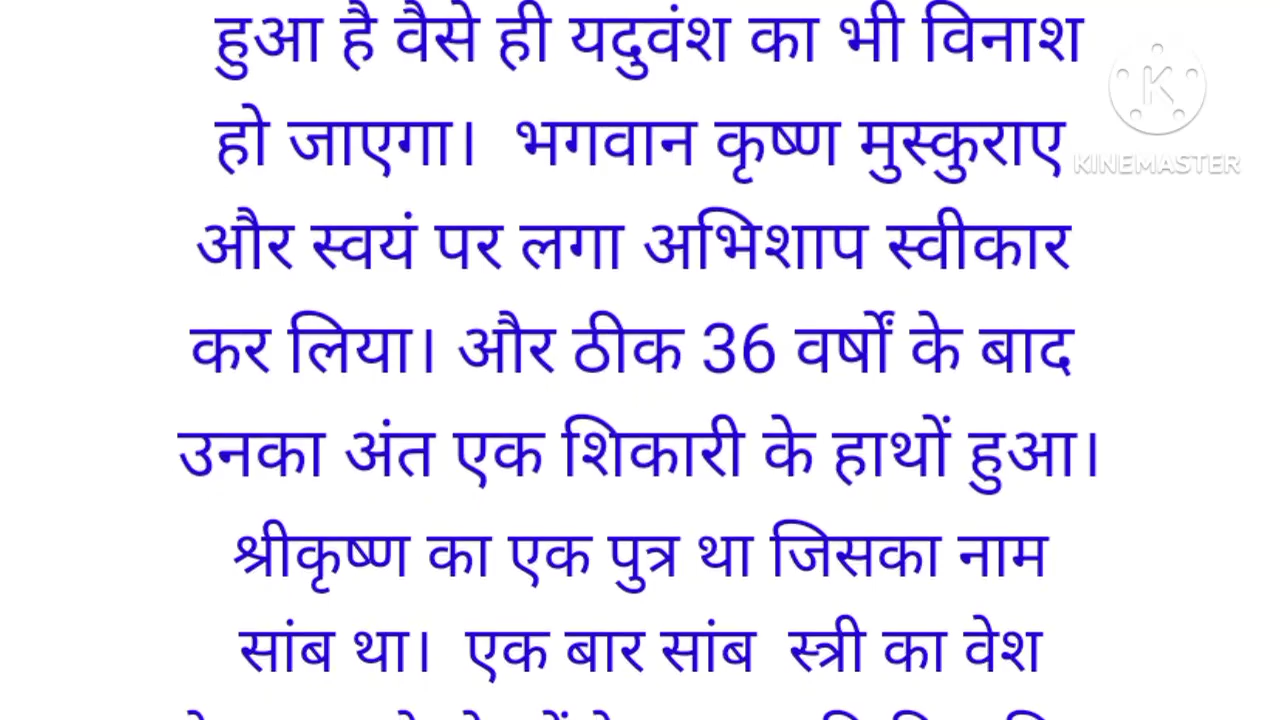 हुआ है वैसे ही यदुवंश का भी विनाश
हो जाएगा।  भगवान कृष्ण मुस्कुराए
और स्वयं पर लगा अभिशाप स्वीकार
कर लिया। और ठीक 36 वर्षों के बाद
उनका अंत एक शिकारी के हाथों हुआ।
श्रीकृष्ण का एक पुत्र था जिसका नाम
सांब था।  एक बार सांब  स्त्री का वेश
K
KINEMASTER